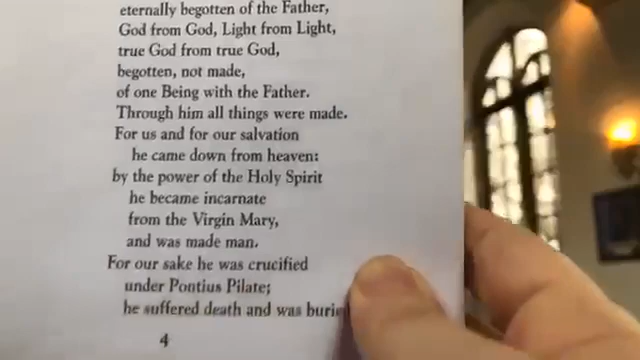 eternally begotten of the Father,
God from God, Light from Light,
true God from true God,
begotten, not made,
of one Being with the Father.
Through him all things were made.
For us and for our salvation
he came down from heaven:
by the power of the Holy Spirit
he became incarnate
from the Virgin Mary,
and was made man.
For our sake he was crucified
under Pontius Pilate;
he suffered death and was
4